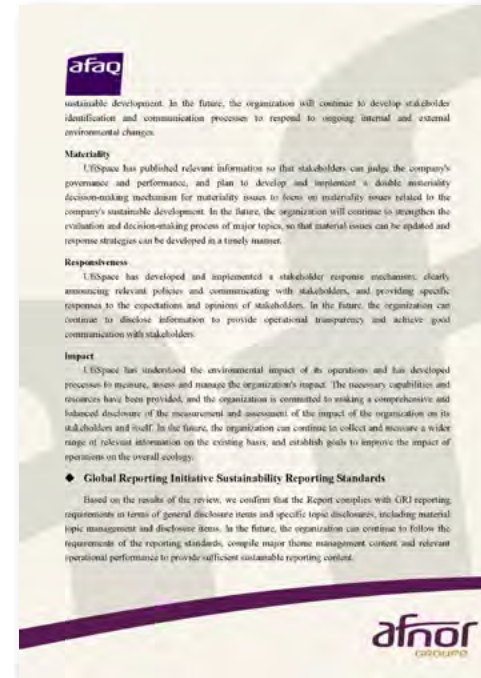 afaq
sustainable development. In the future, the organization will continue to develop stakeholder
identification and communication processes to respond to ongoing internal and external
environmental changes.
Materiality
UfiSpace has published relevant information so that stakeholders can judge the company's
governance and performance, and plan to develop and implement a double materiality
decision-making mechanism for materiality issues to focus on materiality issues related to the
company's sustainable development. In the future, the organization will continue to strengthen the
evaluation and decision-making process of major topics, so that material issues can be updated and
response strategies can be developed in a timely manner.
Responsiveness
UfiSpace has developed and implemented a stakeholder response mechanism, clearly
announcing relevant policies and communicating with stakeholders, and providing specific
responses to the expectations and opinions of stakeholders. In the future, the organization can
continue to disclose information to provide operational transparency and achieve good
communication with stakeholders.
Impact
UfiSpace has understood the environmental impact of its operations and has developed
processes to measure, assess and manage the organization's impact. The necessary capabilities and
resources have been provided, and the organization is committed to making a comprehensive and
balanced disclosure of the measurement and assessment of the impact of the organization on its
stakeholders and itself. In the future, the organization can continue to collect and measure a wider
range of relevant information on the existing basis, and establish goals to improve the impact of
operations on the overall ecology.
◆ Global Reporting Initiative Sustainability Reporting Standards
Based on the results of the review, we confirm that the Report complies with GRI reporting
requirements in terms of general disclosure items and specific topic disclosures, including material
topic management and disclosure items. In the future, the organization can continue to follow the
requirements of the reporting standards, compile major theme management content and relevant
operational performance to provide sufficient sustainable reporting content.
afnor
GROUPE